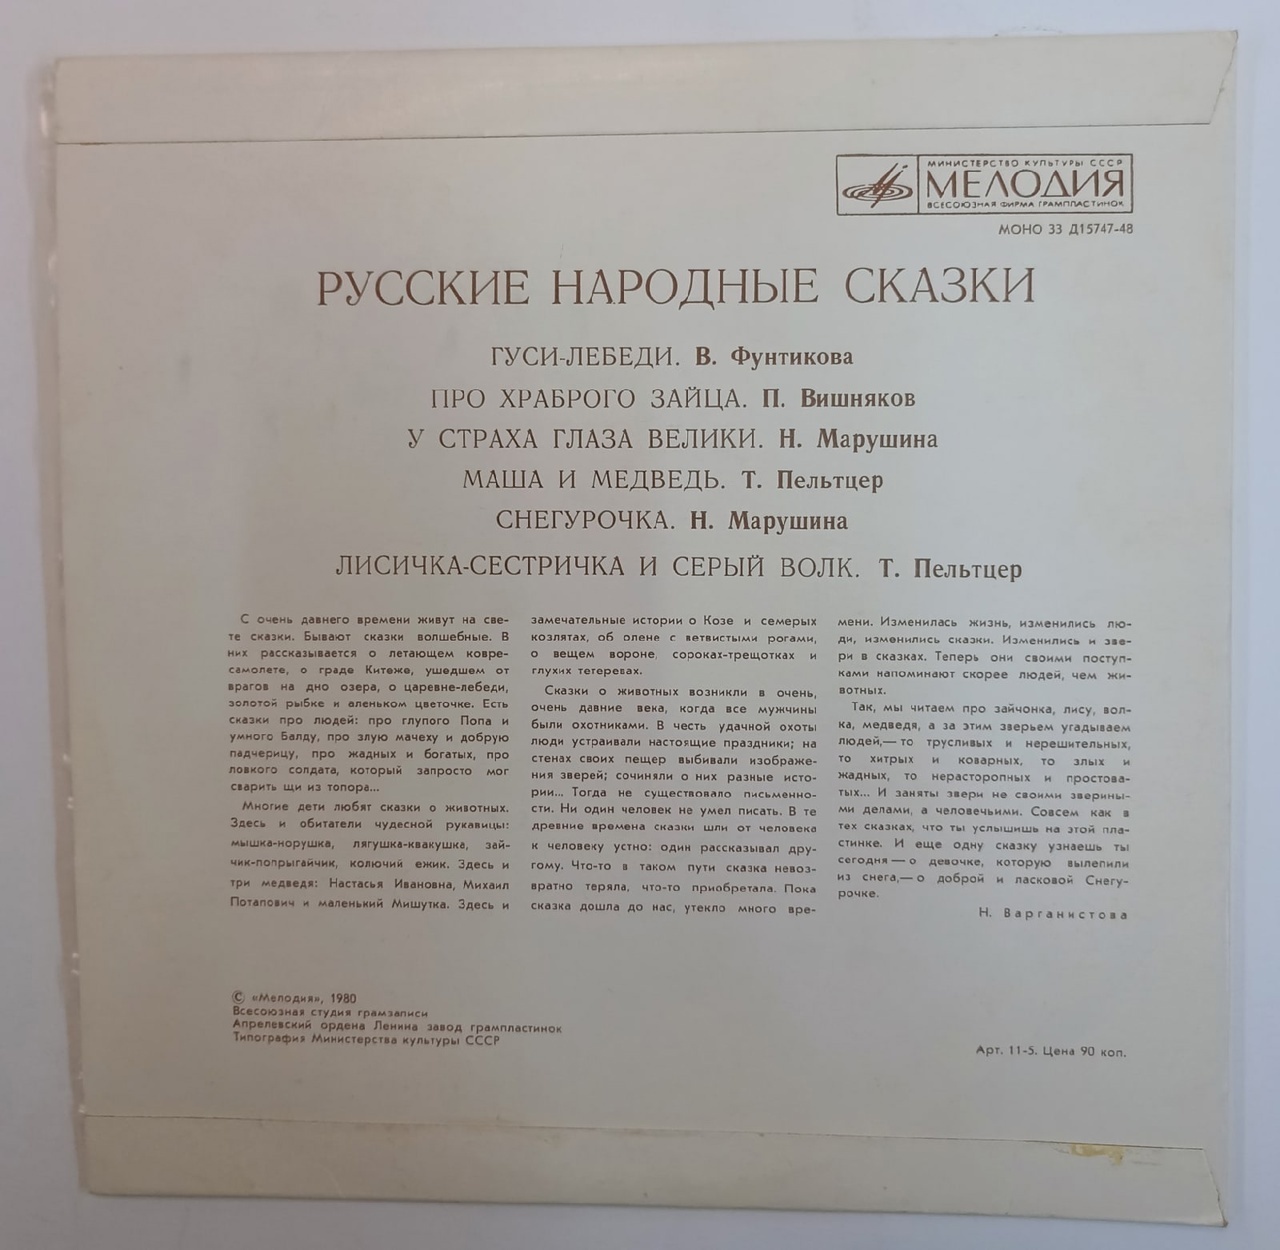 МИНИСТЕРСТВО КУЛЬТУРЫ СССР
МЕЛОДИЯ
ВСЕСОЮЗНАЯ ФИРМА ГРАМПЛАСТИНОК
МОНО 33 Д15747-48
РУССКИЕ НАРОДНЫЕ СКАЗКИ
ГУСИ-ЛЕБЕДИ. В. Фунтикова
ПРО ХРАБРОГО ЗАЙЦА. П. Вишняков
У СТРАХА ГЛАЗА ВЕЛИКИ. Н. Марушина
МАША И МЕДВЕДЬ. Т. Пельтцер
СНЕГУРОЧКА. Н. Марушина
ЛИСИЧКА-СЕСТРИЧКА И СЕРЫЙ ВОЛК. Т. Пельтцер
С очень давнего времени живут на све-
те сказки. Бывают сказки волшебные. В
них рассказывается о летающем ковре-
самолете, о граде Китеже, ушедшем от
врагов на дно озера, о царевне-лебеди,
золотой рыбке и аленьком цветочке. Есть
сказки про людей: про глупого Попа и
умного Балду, про злую мачеху и добрую
падчерицу, про жадных и богатых, про
ловкого солдата, который запросто мог
сварить щи из топора...
Многие дети любят сказки о животных.
Здесь и обитатели чудесной рукавицы:
мышка-норушка, лягушка-квакушка, зай-
чик-попрыгайчик, колючий ежик. Здесь и
три медведя: Настасья Ивановна, Михаил
Потапович и маленький Мишутка. Здесь и
замечательные истории о Козе и семерых
козлятах, об олене с ветвистыми рогами,
о вещем вороне, сороках-трещотках и
глухих тетеревах.
Сказки о животных возникли в очень,
очень давние века, когда все мужчины
были охотниками. В честь удачной охоты
люди устраивали настоящие праздники; на
стенах своих пещер выбивали изображе-
ния зверей; сочиняли о них разные исто-
рии... Тогда не существовало письменно-
сти. Ни один человек не умел писать. В те
древние времена сказки шли от человека
к человеку устно: один рассказывал дру-
гому. Что-то в таком пути сказка невоз-
вратно теряла, что-то приобретала. Пока
сказка дошла до нас, утекло много вре-
мени. Изменилась жизнь, изменились лю-
ди, изменились сказки. Изменились и зве-
ри в сказках. Теперь они своими поступ-
ками напоминают скорее людей, чем жи-
вотных.
Так, мы читаем про зайчонка, лису, вол-
ка, медведя, а за этим зверьем угадываем
людей,— то трусливых и нерешительных,
то хитрых и коварных, то злых и
жадных, то нерасторопных и простова-
тых... И заняты звери не своими звериными
ми делами, а человечьими. Совсем как в
тех сказках, что ты услышишь на этой пла-
стинке. И еще одну сказку узнаешь ты
сегодня — о девочке, которую вылепили
из снега,— о доброй и ласковой Снегу-
рочке.
Н. Варганистова
© «Мелодия», 1980
Всесоюзная студия грамзаписи
Апрелевский ордена Ленина завод грампластинок
Типография Министерства культуры СССР
Арт. 11-5. Цена 90 коп.